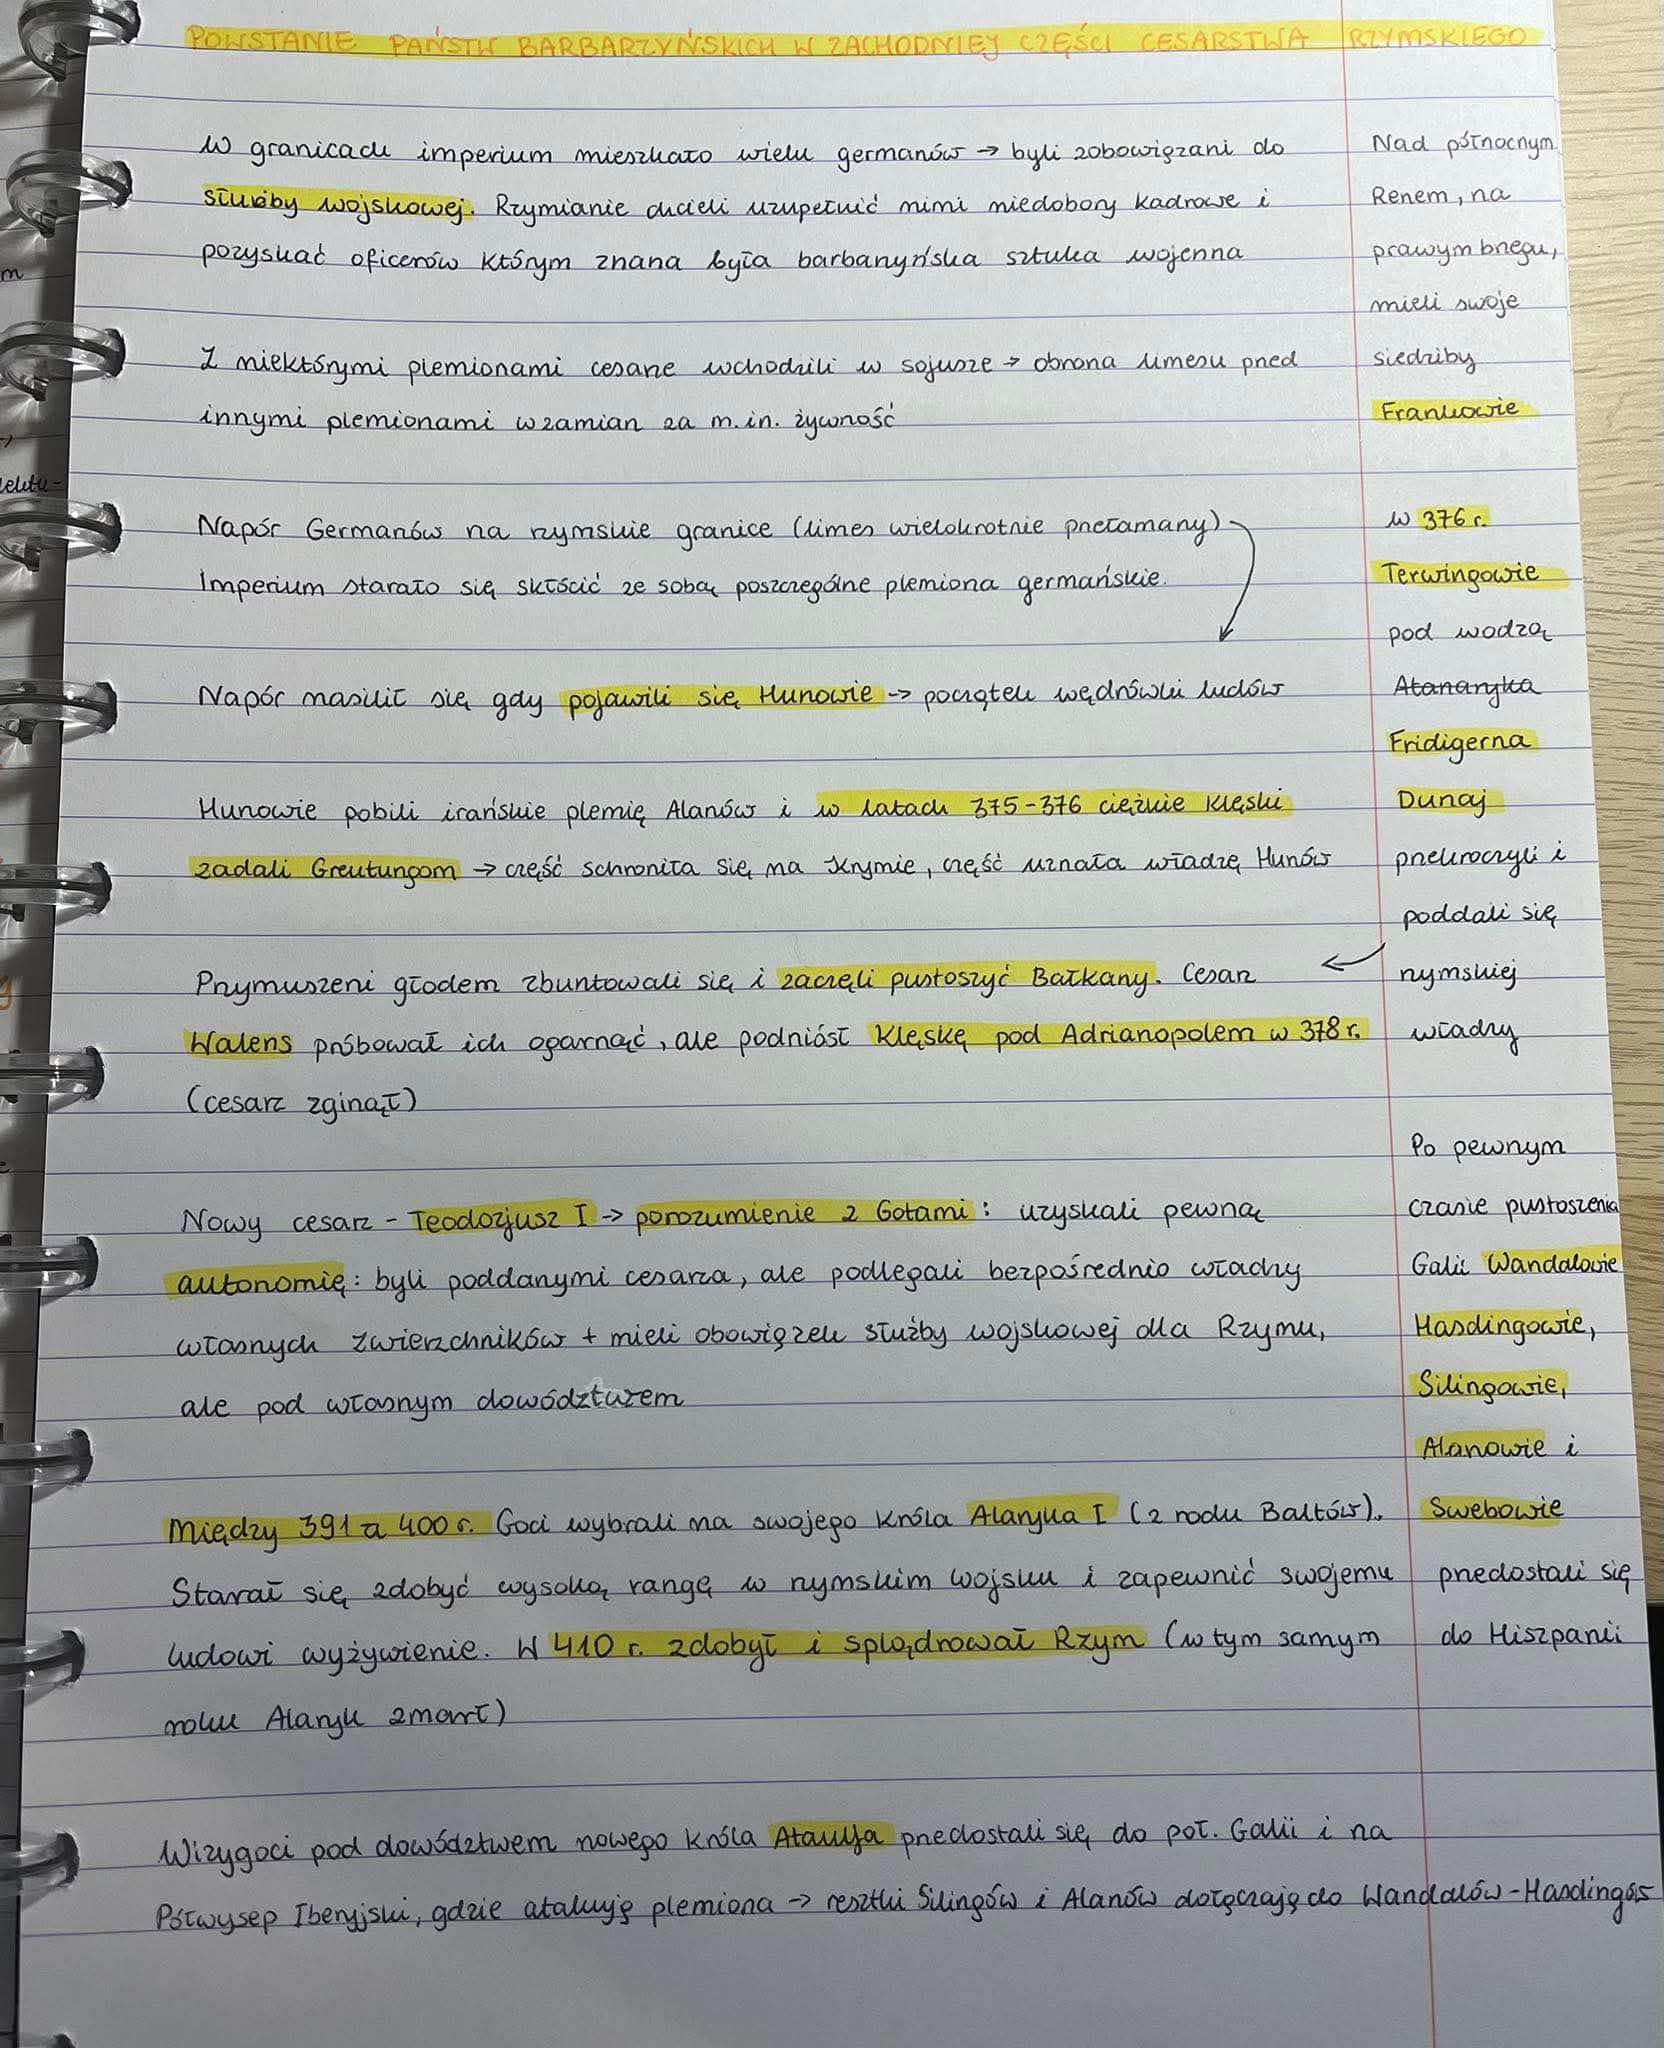 POWSTANIE PAŃSTW BARBARZYŃSKICH W ZACHODNIEJ CZĘŚCI CESARSTWA RZYMSKIEGO
W granicach imperium mieszkało wielu germanów → byli zobowiązani do
służby wojskowej. Rzymianie chcieli uzupełnić nimi niedobory kadrowe i
pozyskać oficerów którym znana była barbarzyńska sztuka wojenna
Z niektórymi plemionami cesarze wchodzili w sojusze → obrona limesu przed
innymi plemionami w zamian za m.in. żywność
Napór Germanów na rzymskie granice (limes wielokrotnie przełamany)
Imperium starało się skłócić ze sobą poszczególne plemiona germańskie.
Napór nasilił się gdy pojawili się Hunowie → początek wędrówki ludów
Hunowie pobili irańskie plemię Alanów i w latach 375-376 ciężkie klęski
zadali Greutungom → część schroniła się na Krymie, część uznała władzę Hunów
Przymuszeni głodem zbuntowali się i zaczęli pustoszyć Bałkany. Cesarz
Walens próbował ich ogarnąć, ale podniósł klęskę pod Adrianopolem w 378 r.
(cesarz zginął)
Nowy cesarz - Teodozjusz I → porozumienie z Gotami: uzyskali pewną
autonomię: byli poddanymi cesarza, ale podlegali bezpośrednio władzy
własnych zwierzchników + mieli obowiązek służby wojskowej dla Rzymu,
ale pod własnym dowództwem
Między 391 a 400 r. Goci wybrali na swojego króla Alaryka I (z rodu Baltów).
Starał się zdobyć wysoką rangę w rzymskim wojsku i zapewnić swojemu
ludowi wyżywienie. W 410 r. zdobył i splądrował Rzym (w tym samym
roku Alaryk zmarł)
Wizygoci pod dowództwem nowego króla Ataulfa przedostali się do poł. Galii i na
Półwysep Iberyjski, gdzie atakują plemiona → resztki Silingów i Alanów dołączają do Wandalów-Hasdingów
Nad północnym
Renem, na
prawym brzegu,
mieli swoje
siedziby
Frankowie
w 376 r.
Terwingowie
pod wodzą
Atanaryka
Fridigerna
Dunaj
przekroczyli i
poddali się
rzymskiej
władzy
Po pewnym
czasie pustoszenia
Galii Wandalowie
Hasdingowie,
Silingowie,
Alanowie i
Swebowie
przedostali się
do Hiszpanii